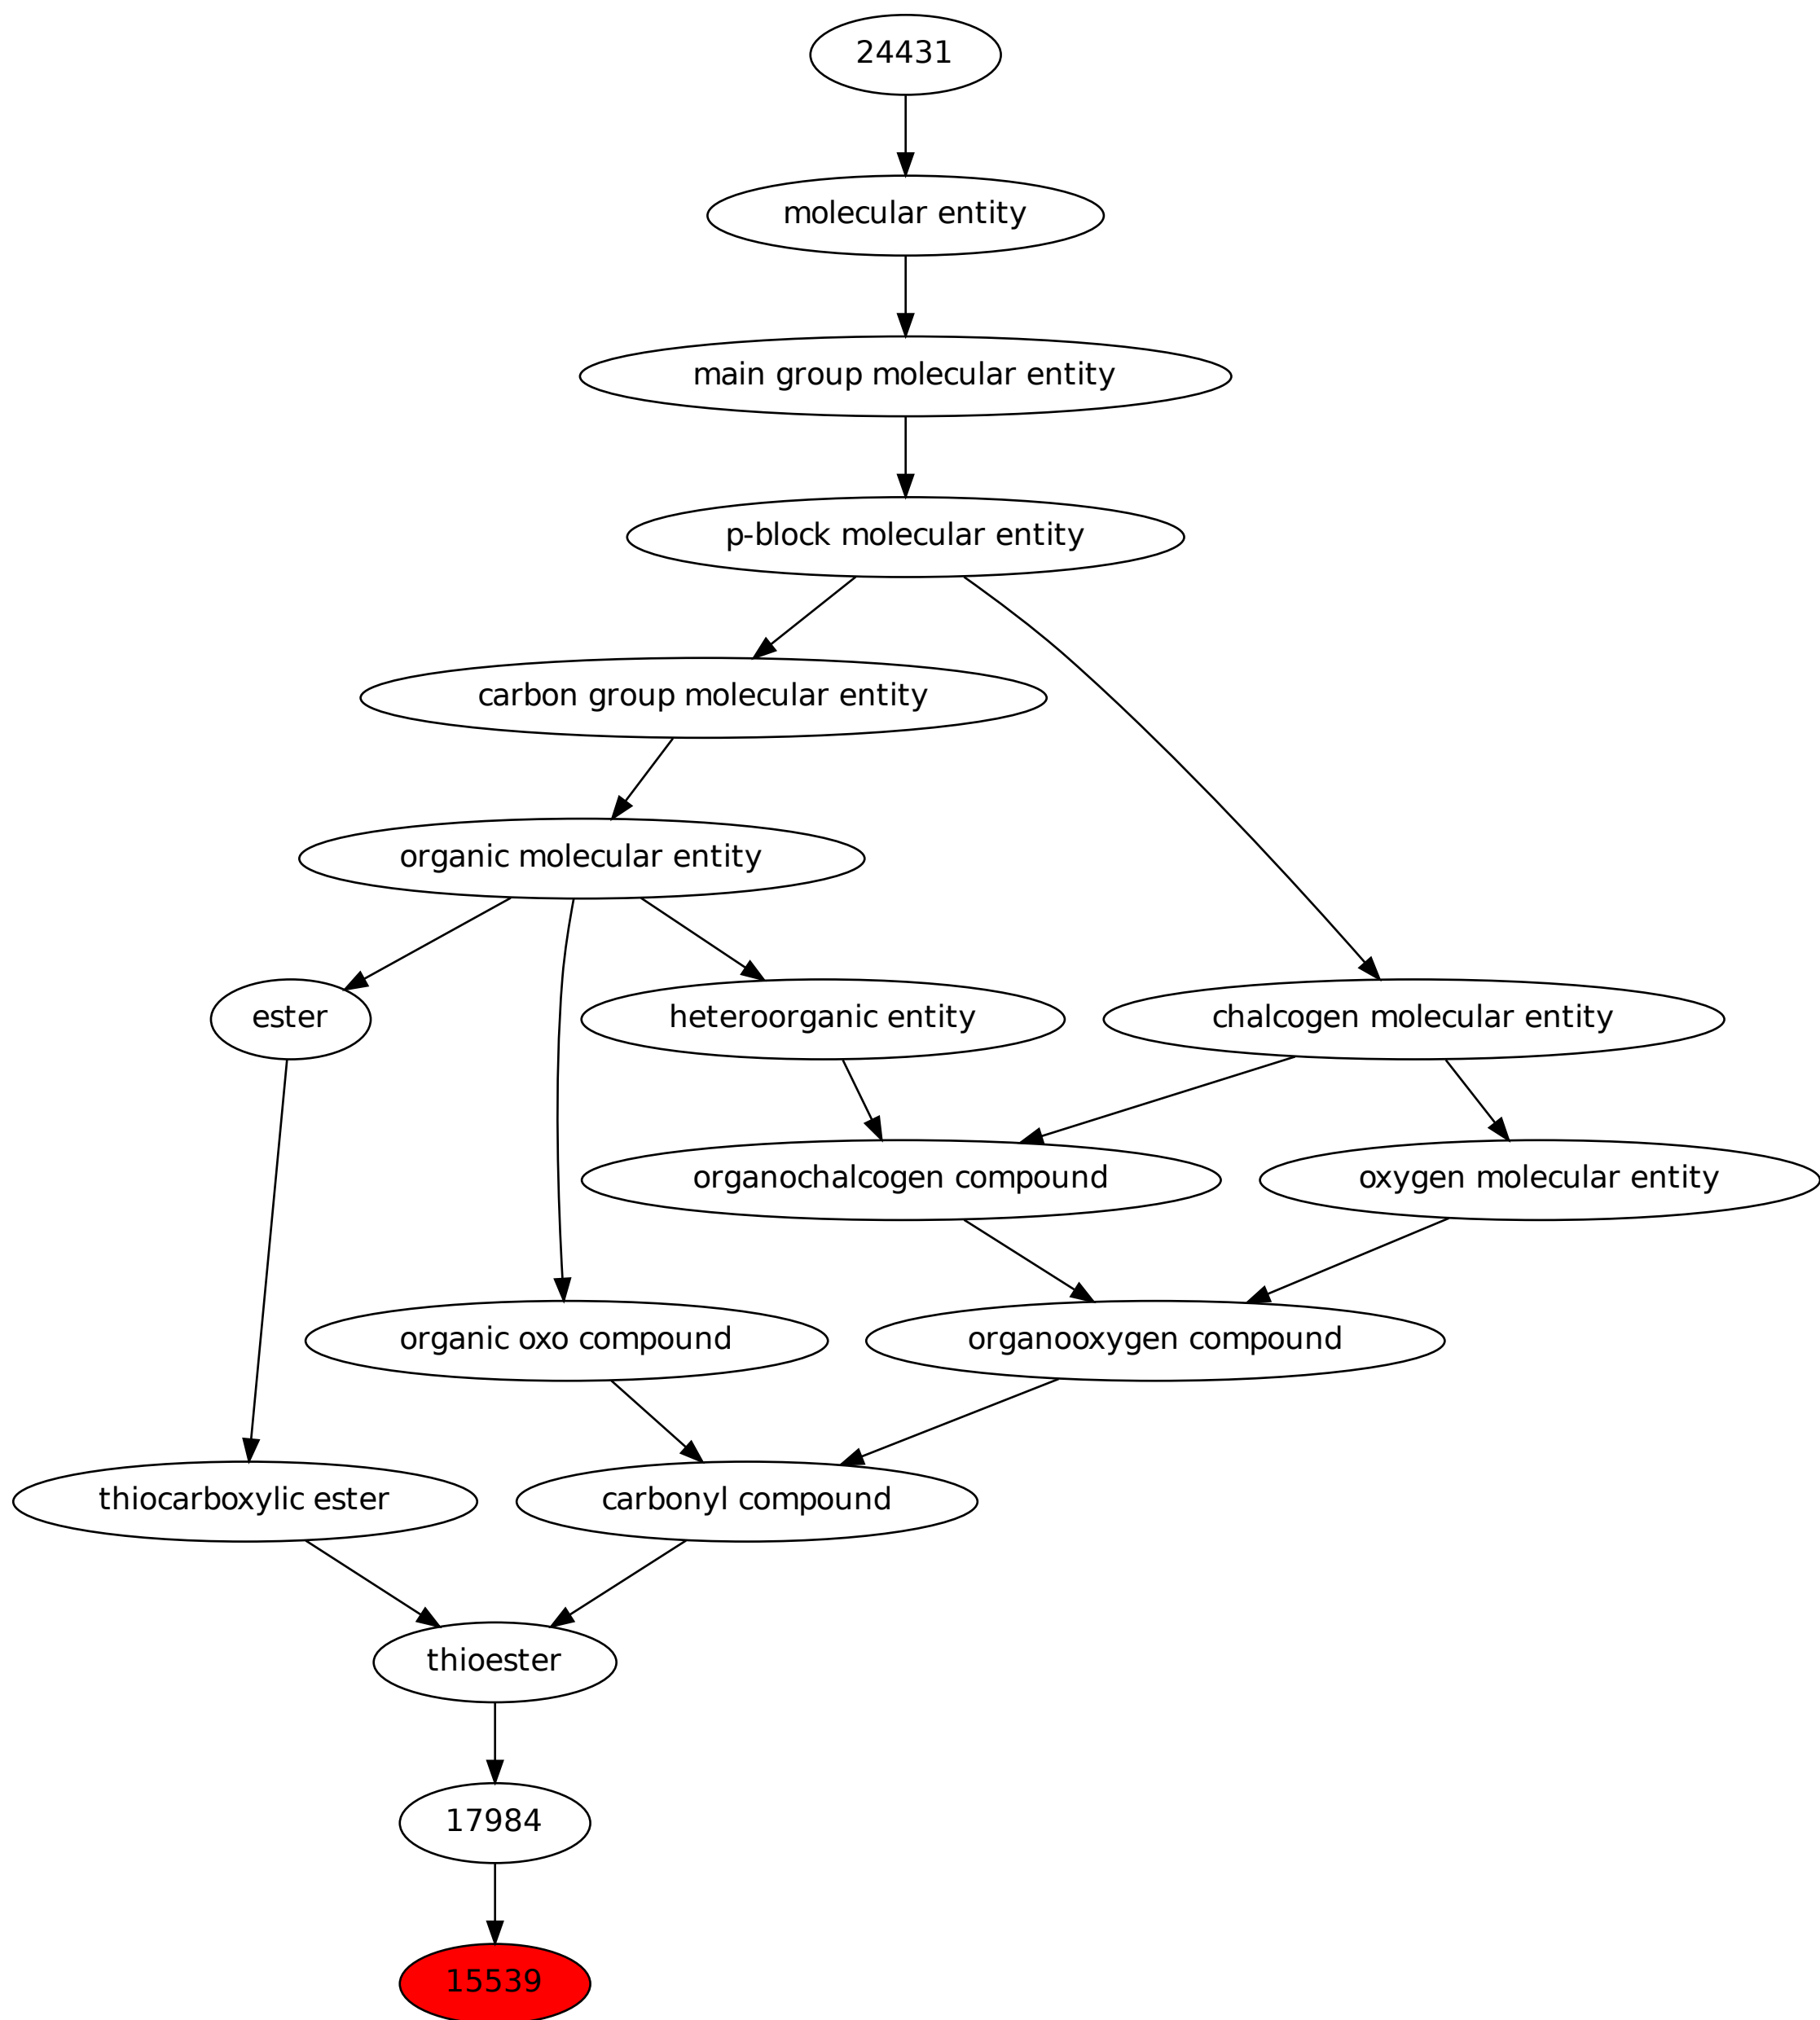 24431
molecular entity
main group molecular entity
p-block molecular entity
carbon group molecular entity
organic molecular entity
ester
heteroorganic entity
chalcogen molecular entity
organochalcogen compound
oxygen molecular entity
organic oxo compound
organooxygen compound
thiocarboxylic ester
carbonyl compound
thioester
17984
15539